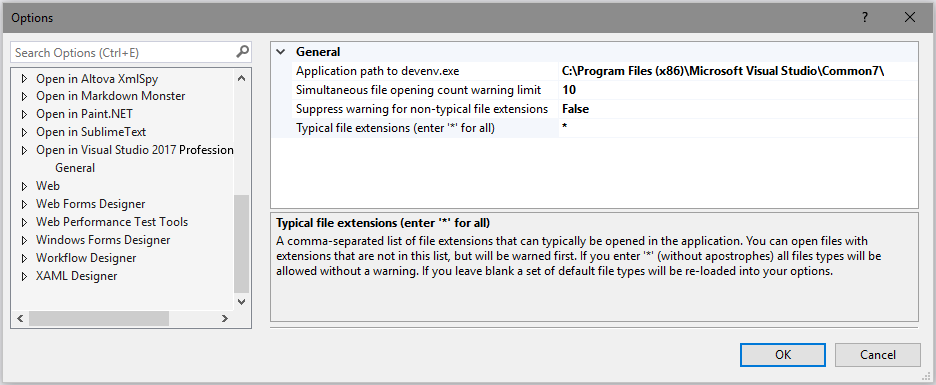 Options
Search Options (Ctrl+E)
Open in Altova XmlSpy
Open in Markdown Monster
Open in Paint.NET
Open in SublimeText
Open in Visual Studio 2017 Profession
General
Web
Web Forms Designer
Web Performance Test Tools
Windows Forms Designer
Workflow Designer
XAML Designer
General
Application path to devenv.exe C:\Program Files (x86)\Microsoft Visual Studio\Common7\
Simultaneous file opening count warning limit 10
Suppress warning for non-typical file extensions False
Typical file extensions (enter '*' for all) *
Typical file extensions (enter '*' for all)
A comma-separated list of file extensions that can typically be opened in the application. You can open files with
extensions that are not in this list, but will be warned first. If you enter '*' (without apostrophes) all files types will be
allowed without a warning. If you leave blank a set of default file types will be re-loaded into your options.
OK
Cancel